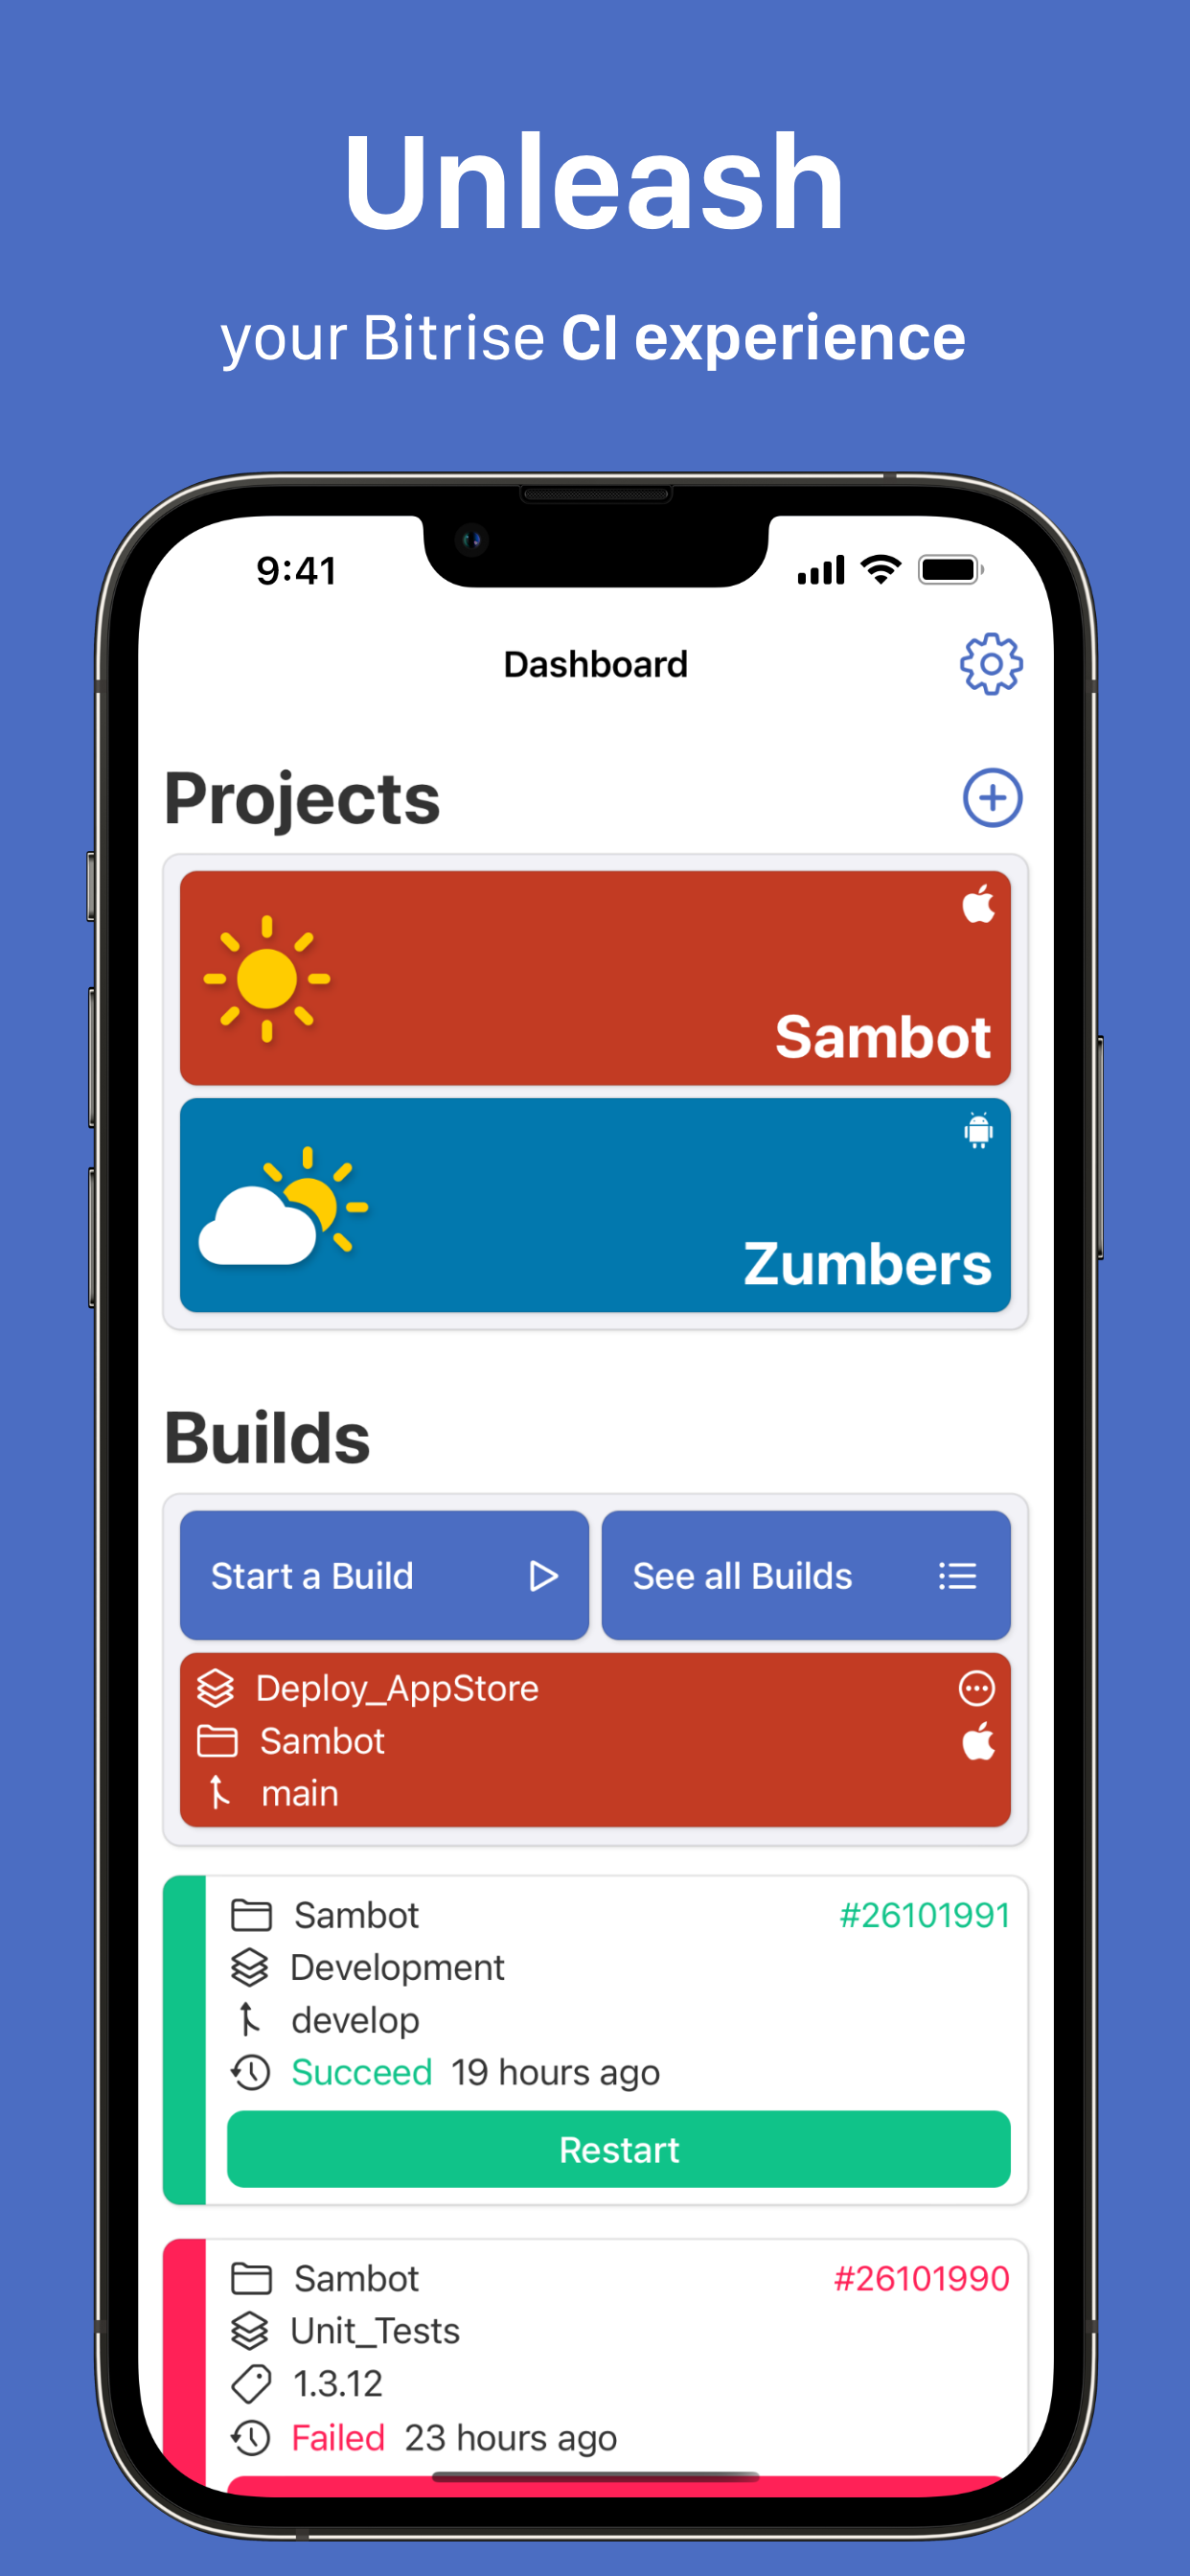 Unleash
your Bitrise CI experience
9:41
Dashboard
Projects
Sambot
Zumbers
Builds
Start a Build
See all Builds
Deploy_AppStore
Sambot
main
Sambot #26101991
Development
develop
Succeed 19 hours ago
Restart
Sambot #26101990
Unit_Tests
1.3.12
Failed 23 hours ago